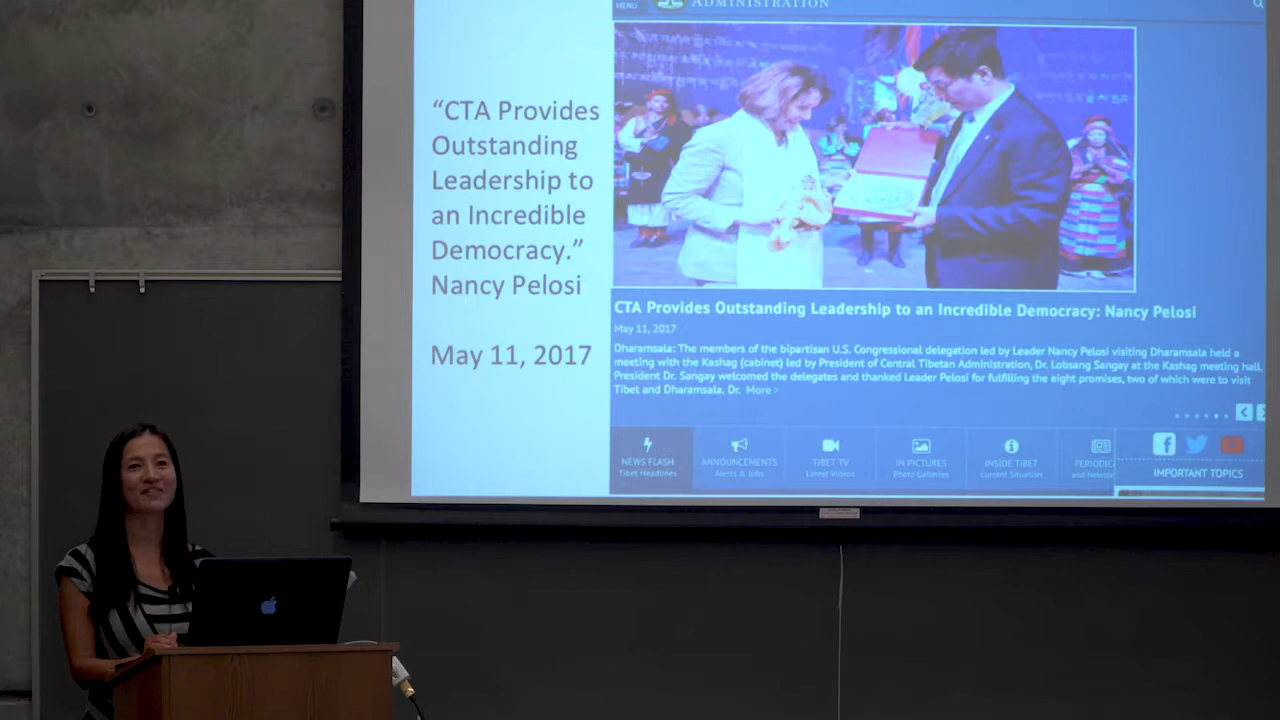 MENU
ADMINISTRATION
“CTA Provides
Outstanding
Leadership to
an Incredible
Democracy.”
Nancy Pelosi
May 11, 2017
CTA Provides Outstanding Leadership to an Incredible Democracy: Nancy Pelosi
May 11, 2017
Dharamsala: The members of the bipartisan U.S. Congressional delegation led by Leader Nancy Pelosi visiting Dharamsala held a
meeting with the Kashag (cabinet) led by President of Central Tibetan Administration, Dr. Lobsang Sangay at the Kashag meeting hall.
President Dr. Sangay welcomed the delegates and thanked Leader Pelosi for fulfilling the eight promises, two of which were to visit
Tibet and Dharamsala. Dr. More ›
NEWS FLASH
Tibet Headlines
ANNOUNCEMENTS
Alerts & Jobs
TIBET TV
Latest Videos
IN PICTURES
Photo Galleries
INSIDE TIBET
Current Situation
PERIODIC
and Newsle
IMPORTANT TOPICS